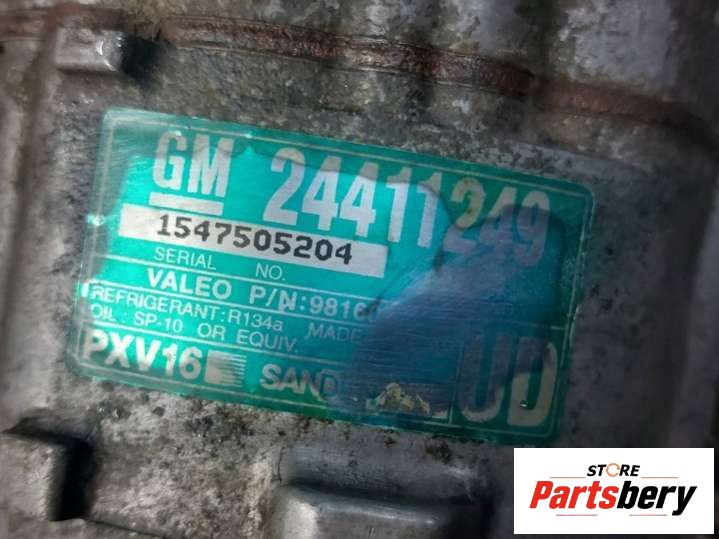 GM 24411249
1547505204
SERIAL NO.
VALEO P/N:9816
REFRIGERANT: R134a MADE
OIL : SP-10 OR EQUIV.
PXV16 SAND UD
STORE
Partsbery